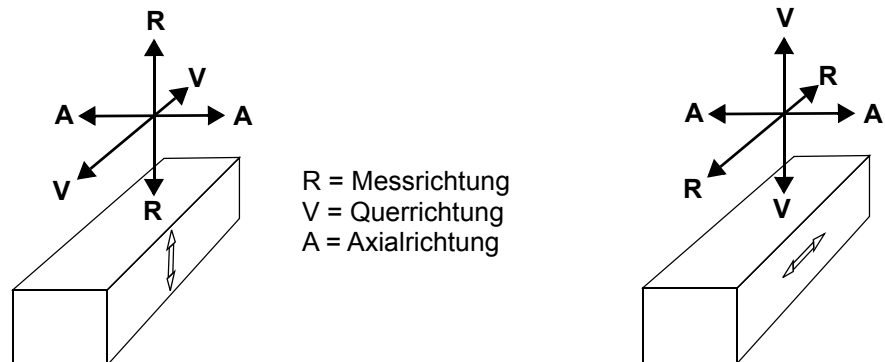 R
V
A
A
V
R
R = Messrichtung
V = Querrichtung
A = Axialrichtung
V
R
A
A
R
V